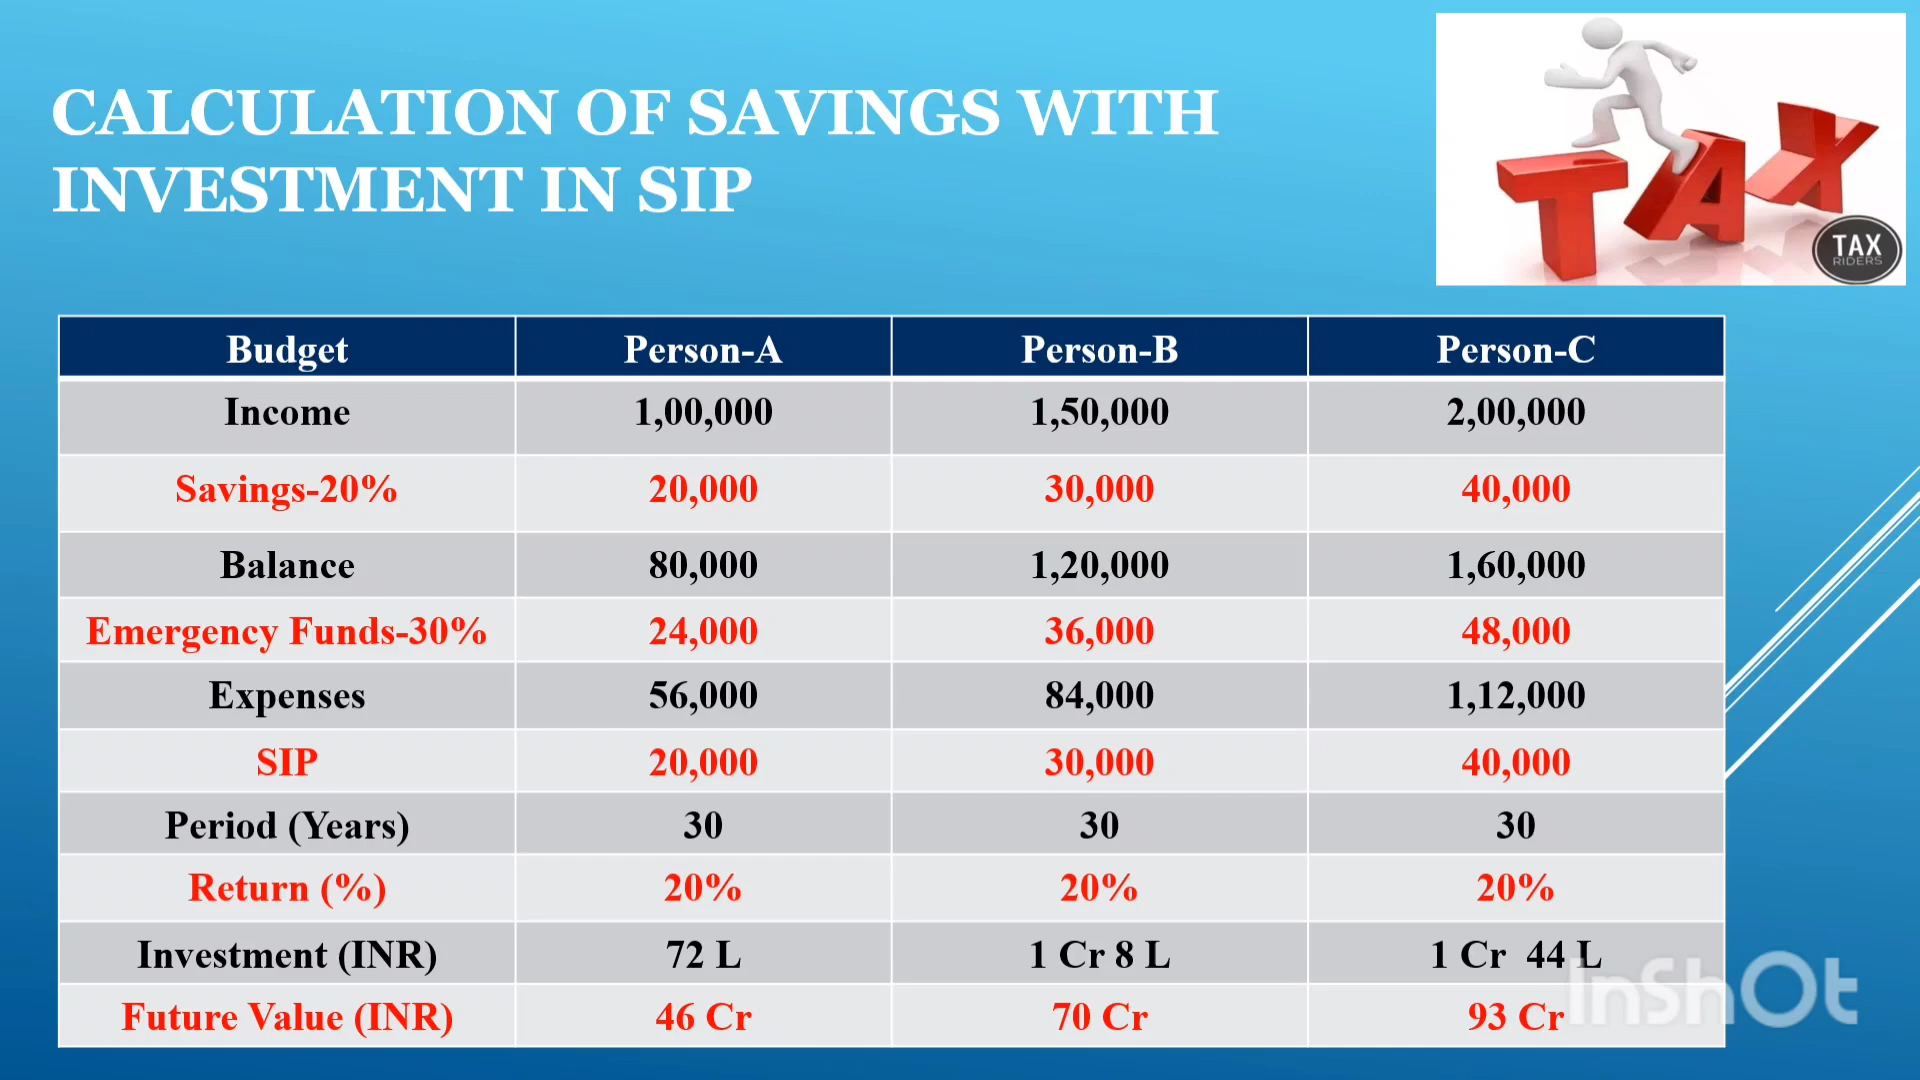 CALCULATION OF SAVINGS WITH
INVESTMENT IN SIP
TAX
TAX
RIDERS
Budget Person-A Person-B Person-C
Income 1,00,000 1,50,000 2,00,000
Savings-20% 20,000 30,000 40,000
Balance 80,000 1,20,000 1,60,000
Emergency Funds-30% 24,000 36,000 48,000
Expenses 56,000 84,000 1,12,000
SIP 20,000 30,000 40,000
Period (Years) 30 30 30
Return (%) 20% 20% 20%
Investment (INR) 72 L 1 Cr 8 L 1 Cr 44 L
Future Value (INR) 46 Cr 70 Cr 93 Cr
InShOt